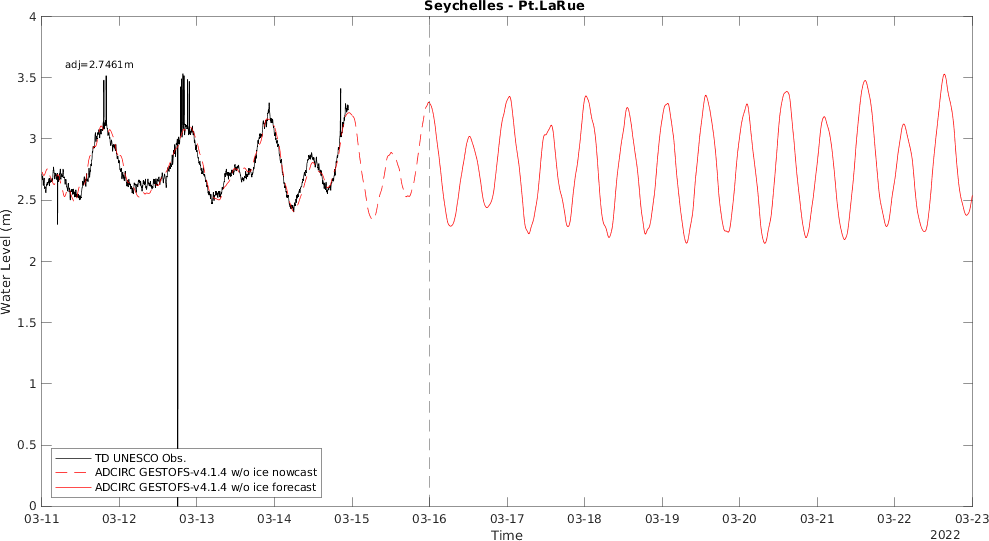 Seychelles - Pt.LaRue
adj=2.7461m
Water Level (m)
4
3.5
3
2.5
2
1.5
1
0.5
0
TD UNESCO Obs.
ADCIRC GESTOFS-v4.1.4 w/o ice nowcast
ADCIRC GESTOFS-v4.1.4 w/o ice forecast
03-11 03-12 03-13 03-14 03-15 03-16 03-17 03-18 03-19 03-20 03-21 03-22 03-23
Time
2022